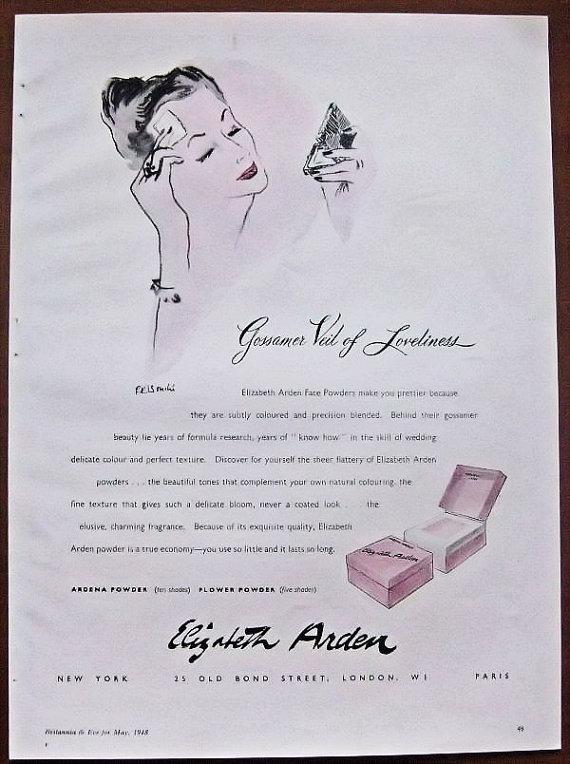 Gossamer Veil of Loveliness
Elizabeth Arden Face Powders make you prettier because
they are subtly coloured and precision blended. Behind their gossamer
beauty lie years of formula research, years of "know how" in the skill of wedding
delicate colour and perfect texture. Discover for yourself the sheer flattery of Elizabeth Arden
powders . . . the beautiful tones that complement your own natural colouring, the
fine texture that gives such a delicate bloom, never a coated look . . . the
elusive, charming fragrance. Because of its exquisite quality, Elizabeth
Arden powder is a true economy—you use so little and it lasts so long.
Elizabeth Arden
ARDENA POWDER (ten shades) FLOWER POWDER (five shades)
Elizabeth Arden
NEW YORK 25 OLD BOND STREET, LONDON, W1 PARIS
Britannia & Eve for May, 1948